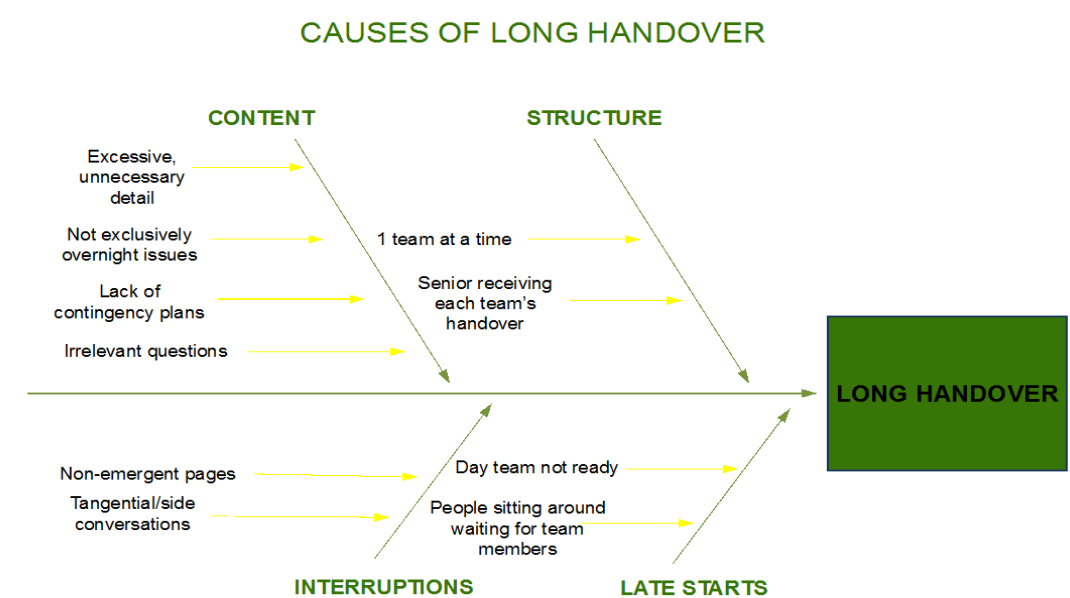 CAUSES OF LONG HANDOVER
CONTENT
Excessive,
unnecessary
detail
Not exclusively
overnight issues
Lack of
contingency plans
Irrelevant questions
STRUCTURE
1 team at a time
Senior receiving
each team’s
handover
LONG HANDOVER
Non-emergent pages
Tangential/side
conversations
INTERRUPTIONS
Day team not ready
People sitting around
waiting for team
members
LATE STARTS